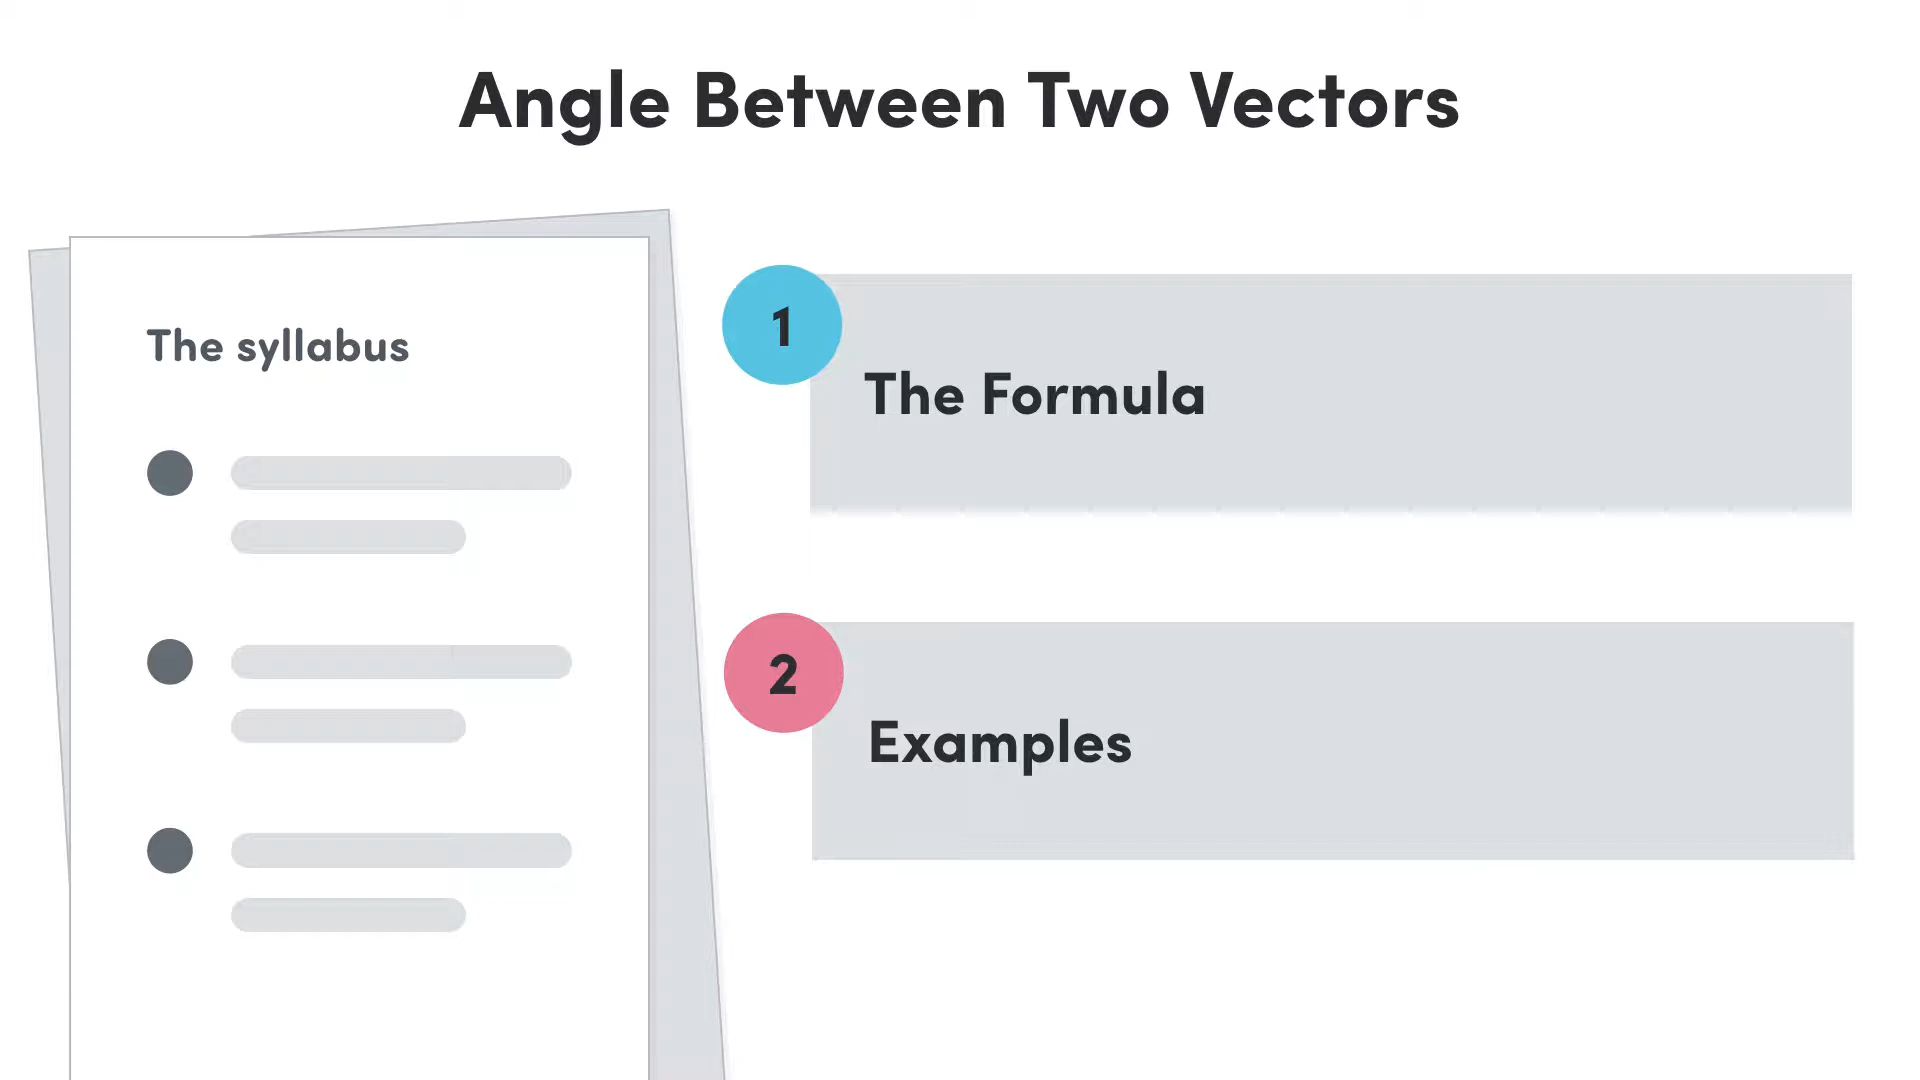 Angle Between Two Vectors
The syllabus
1
The Formula
2
Examples